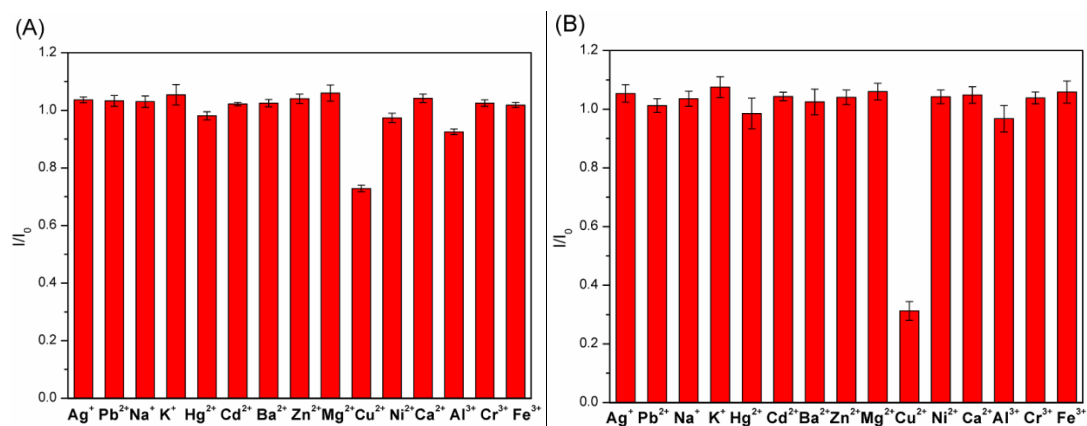 (A)
1.2
1.0
0.8
0.6
0.4
0.2
0.0
I/I₀
Ag⁺ Pb²⁺ Na⁺ K⁺ Hg²⁺ Cd²⁺ Ba²⁺ Zn²⁺ Mg²⁺ Cu²⁺ Ni²⁺ Ca²⁺ Al³⁺ Cr³⁺ Fe³⁺
(B)
1.2
1.0
0.8
0.6
0.4
0.2
0.0
I/I₀
Ag⁺ Pb²⁺ Na⁺ K⁺ Hg²⁺ Cd²⁺ Ba²⁺ Zn²⁺ Mg²⁺ Cu²⁺ Ni²⁺ Ca²⁺ Al³⁺ Cr³⁺ Fe³⁺